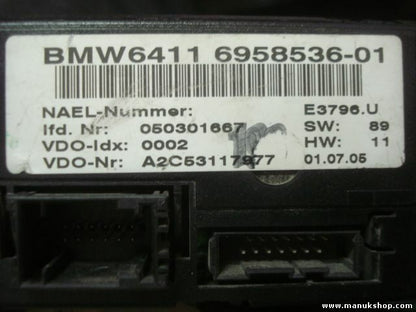 BMW6411 6958536-01
NAEL-Nummer: E3796.U
lfd. Nr: 050301667 SW: 89
VDO-Idx: 0002 HW: 11
VDO-Nr: A2C53117977 01.07.05
www.manukshop.com